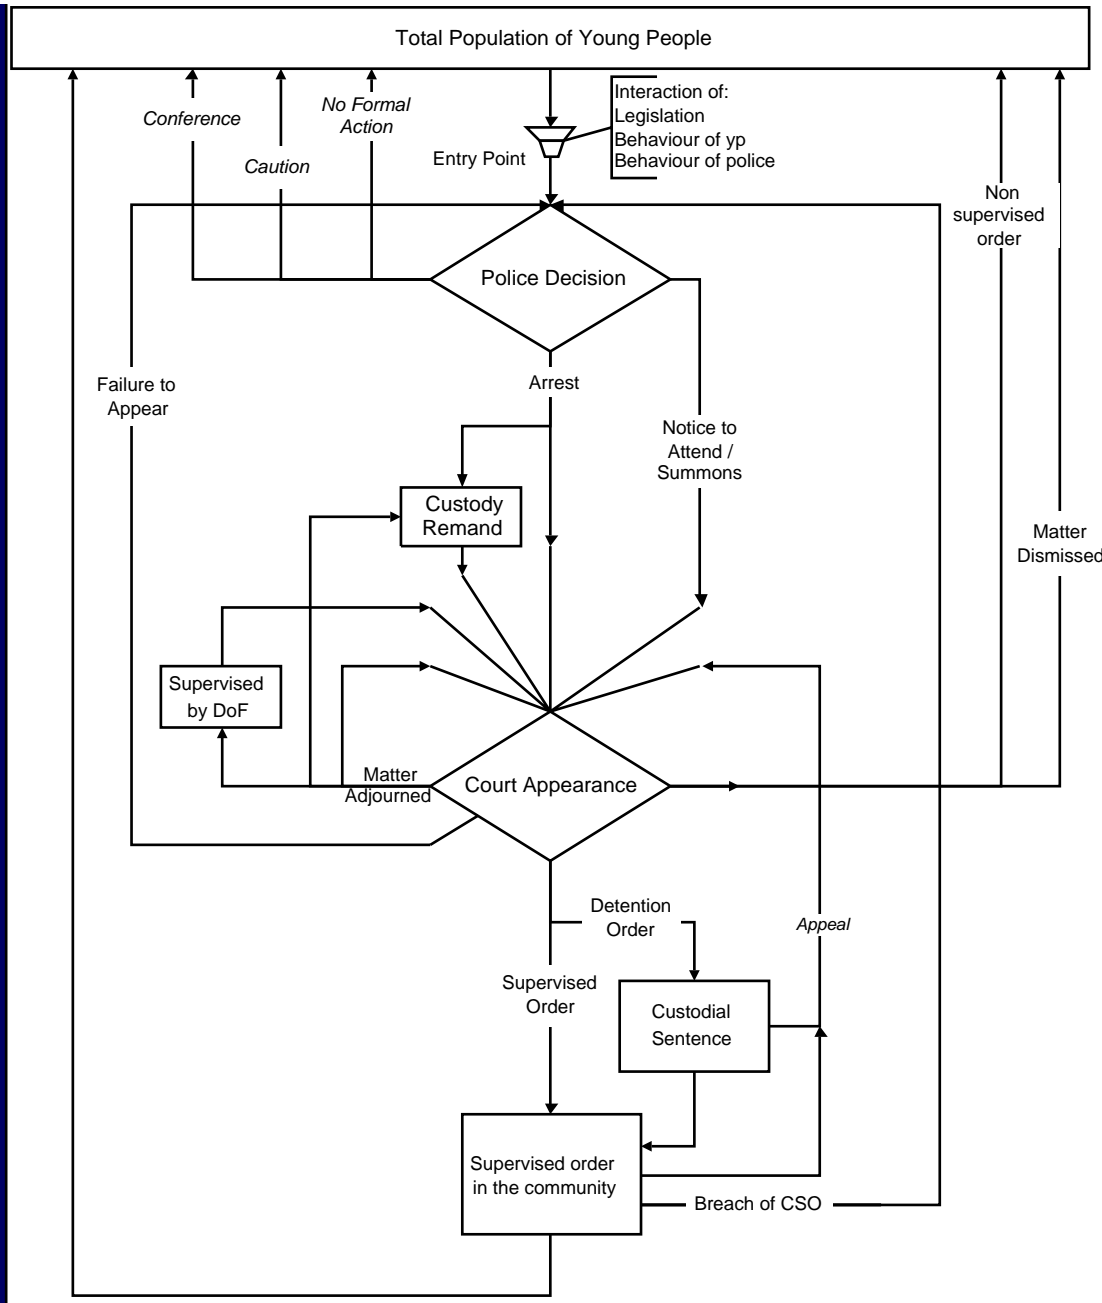 Total Population of Young People
Conference
Caution
No Formal
Action
Interaction of:
Legislation
Behaviour of yp
Behaviour of police
Entry Point
Non
supervised
order
Police Decision
Failure to
Appear
Arrest
Notice to
Attend /
Summons
Custody
Remand
Matter
Dismissed
Supervised
by DoF
Matter
Adjourned
Court Appearance
Detention
Order
Appeal
Supervised
Order
Custodial
Sentence
Supervised order
in the community
Breach of CSO